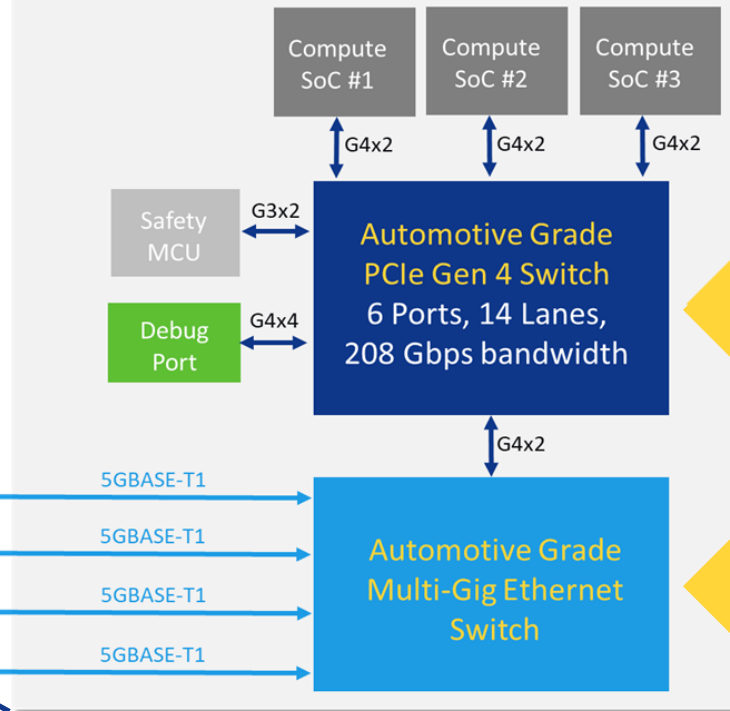 Compute
SoC #1
Compute
SoC #2
Compute
SoC #3
G4x2
G4x2
G4x2
Safety
MCU
G3x2
Automotive Grade
PCIe Gen 4 Switch
6 Ports, 14 Lanes,
208 Gbps bandwidth
Debug
Port
G4x4
G4x2
5GBASE-T1
5GBASE-T1
5GBASE-T1
5GBASE-T1
Automotive Grade
Multi-Gig Ethernet
Switch